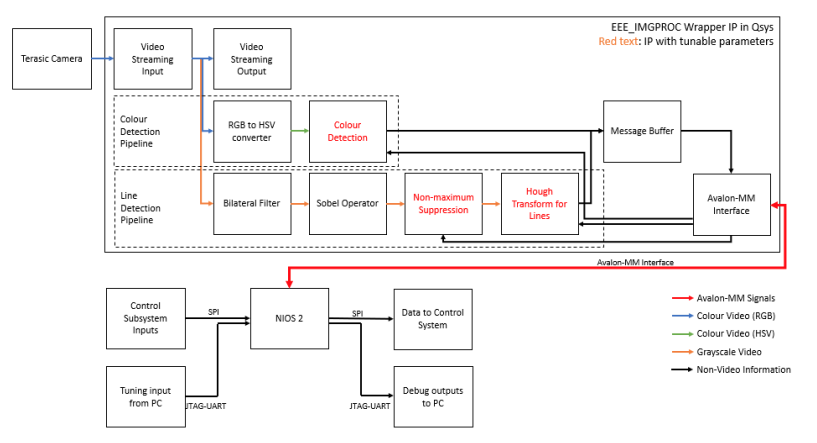 EEE_IMGPROC Wrapper IP in Qsys
Red text: IP with tunable parameters
Terasic Camera
Video
Streaming
Input
Video
Streaming
Output
Colour
Detection
Pipeline
RGB to HSV
converter
Colour
Detection
Message Buffer
Line
Detection
Pipeline
Bilateral Filter
Sobel Operator
Non-maximum
Suppression
Hough
Transform for
Lines
Avalon-MM
Interface
Avalon-MM Interface
Control
Subsystem
Inputs
SPI
NIOS 2
SPI
Data to Control
System
Tuning input
from PC
JTAG-UART
JTAG-UART
Debug outputs
to PC
Avalon-MM Signals
Colour Video (RGB)
Colour Video (HSV)
Grayscale Video
Non-Video Information